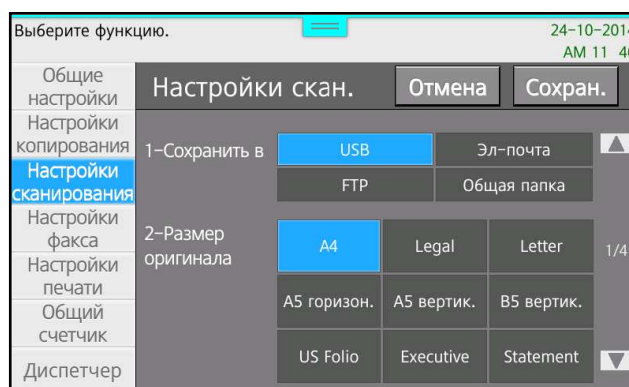 Выберите функцию.
24-10-2014
AM 11 4
Общие
настройки
Настройки
копирования
Настройки
сканирования
Настройки
факса
Настройки
печати
Общий
счетчик
Диспетчер
Настройки скан.
Отмена
Сохран.
1-Сохранить в
USB
Эл-почта
FTP
Общая папка
2-Размер
оригинала
A4
Legal
Letter
A5 горизон.
A5 вертик.
B5 вертик.
US Folio
Executive
Statement
1/4